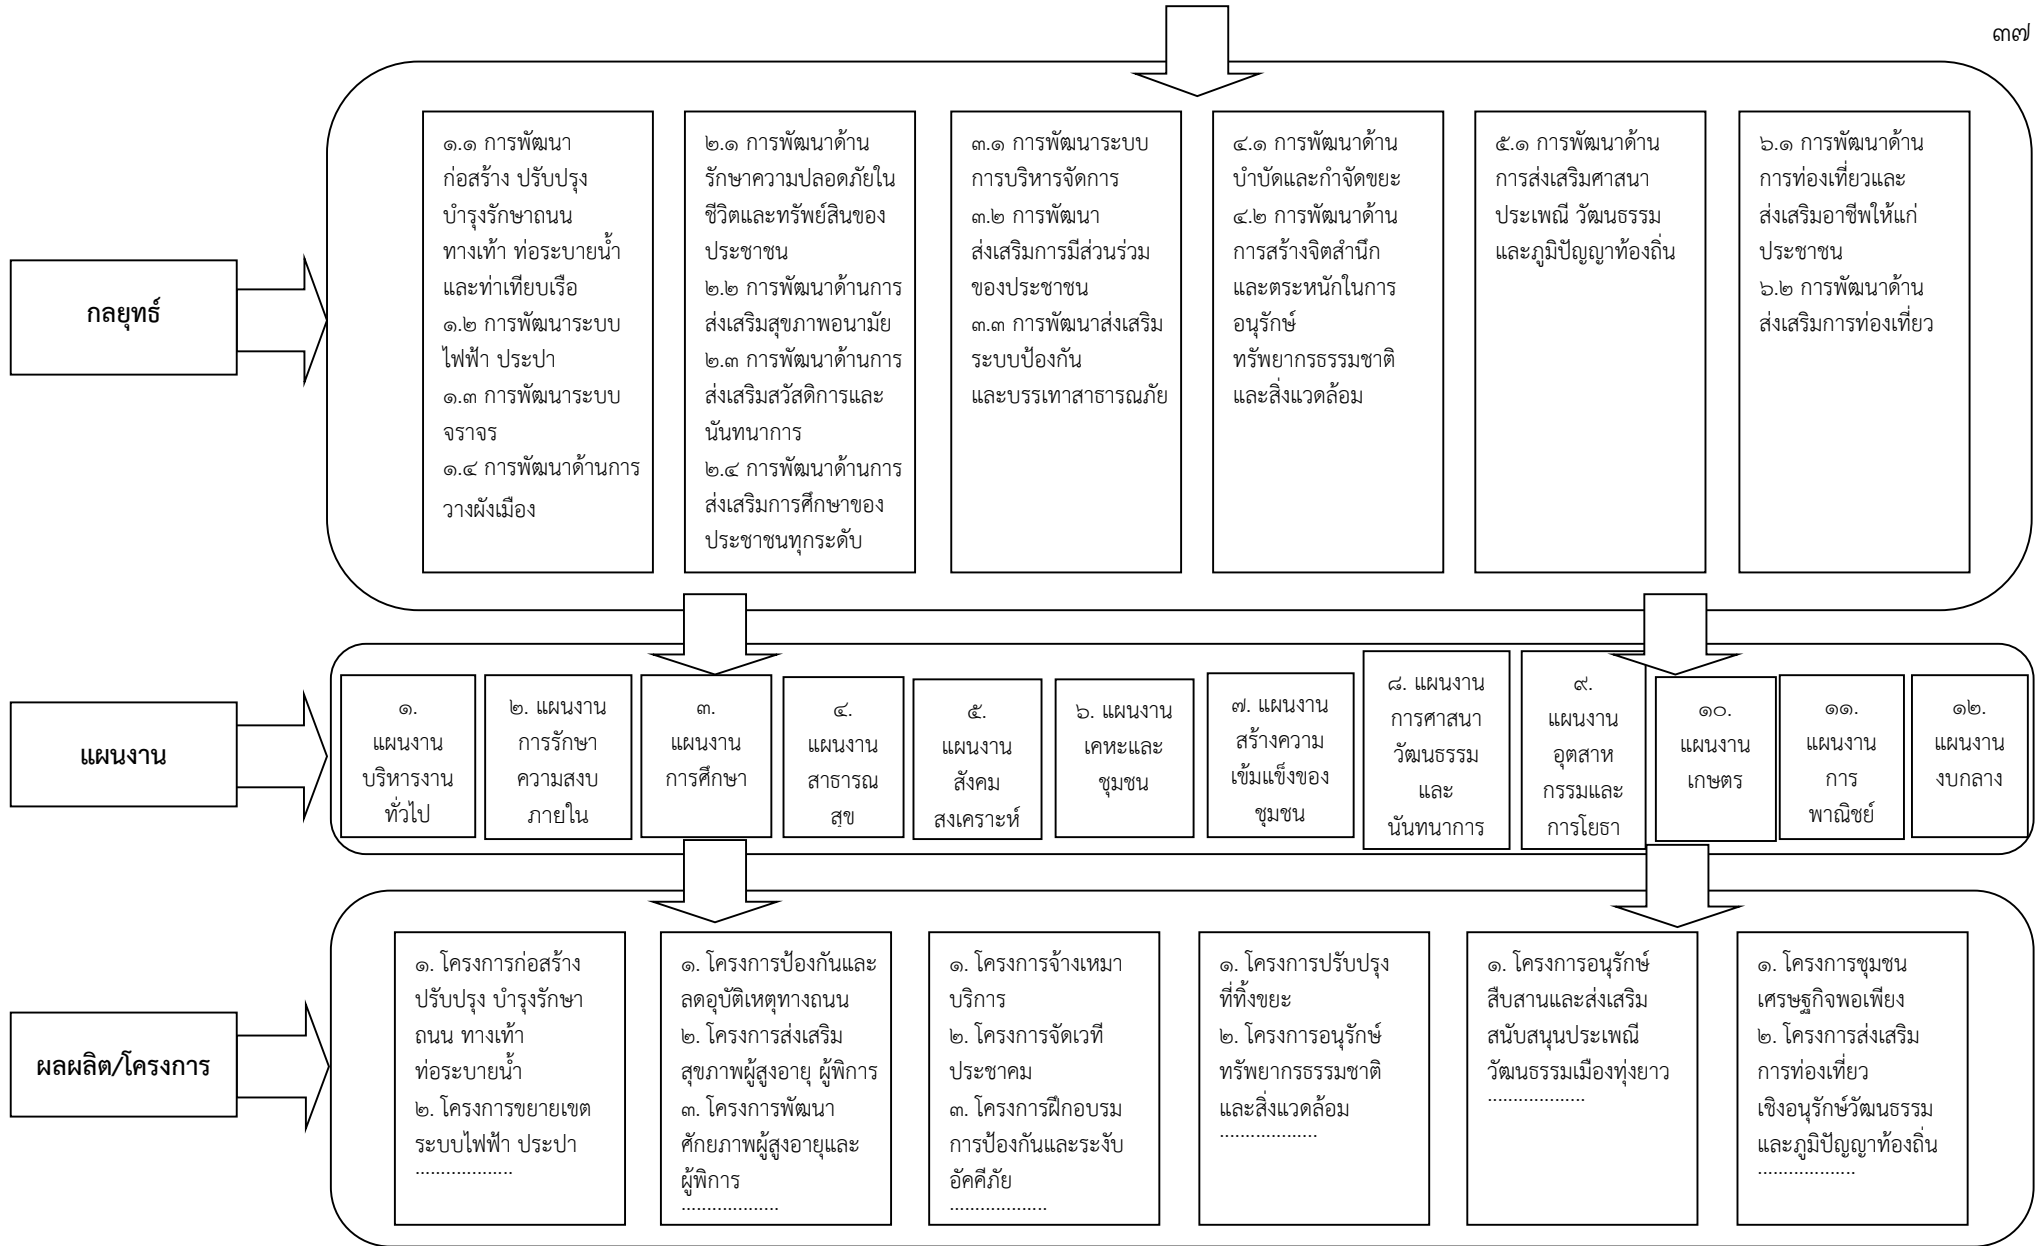 ๓๗
กลยุทธ์
๑.๑ การพัฒนา
ก่อสร้าง ปรับปรุง
บำรุงรักษาถนน
ทางเท้า ท่อระบายน้ำ
และท่าเทียบเรือ
๑.๒ การพัฒนาระบบ
ไฟฟ้า ประปา
๑.๓ การพัฒนาระบบ
จราจร
๑.๔ การพัฒนาด้านการ
วางผังเมือง
๒.๑ การพัฒนาด้าน
รักษาความปลอดภัยใน
ชีวิตและทรัพย์สินของ
ประชาชน
๒.๒ การพัฒนาด้านการ
ส่งเสริมสุขภาพอนามัย
๒.๓ การพัฒนาด้านการ
ส่งเสริมสวัสดิการและ
นันทนาการ
๒.๔ การพัฒนาด้านการ
ส่งเสริมการศึกษาของ
ประชาชนทุกระดับ
๓.๑ การพัฒนาระบบ
การบริหารจัดการ
๓.๒ การพัฒนา
ส่งเสริมการมีส่วนร่วม
ของประชาชน
๓.๓ การพัฒนาส่งเสริม
ระบบป้องกัน
และบรรเทาสาธารณภัย
๔.๑ การพัฒนาด้าน
บำบัดและกำจัดขยะ
๔.๒ การพัฒนาด้าน
การสร้างจิตสำนึก
และตระหนักในการ
อนุรักษ์
ทรัพยากรธรรมชาติ
และสิ่งแวดล้อม
๕.๑ การพัฒนาด้าน
การส่งเสริมศาสนา
ประเพณี วัฒนธรรม
และภูมิปัญญาท้องถิ่น
๖.๑ การพัฒนาด้าน
การท่องเที่ยวและ
ส่งเสริมอาชีพให้แก่
ประชาชน
๖.๒ การพัฒนาด้าน
ส่งเสริมการท่องเที่ยว
แผนงาน
๑.
แผนงาน
บริหารงาน
ทั่วไป
๒. แผนงาน
การรักษา
ความสงบ
ภายใน
๓.
แผนงาน
การศึกษา
๔.
แผนงาน
สาธารณ
สุข
๕.
แผนงาน
สังคม
สงเคราะห์
๖. แผนงาน
เคหะและ
ชุมชน
๗. แผนงาน
สร้างความ
เข้มแข็งของ
ชุมชน
๘. แผนงาน
การศาสนา
วัฒนธรรม
และ
นันทนาการ
๙.
แผนงาน
อุตสาห
กรรมและ
การโยธา
๑๐.
แผนงาน
เกษตร
๑๑.
แผนงาน
การ
พาณิชย์
๑๒.
แผนงาน
งบกลาง
ผลผลิต/โครงการ
๑. โครงการก่อสร้าง
ปรับปรุง บำรุงรักษา
ถนน ทางเท้า
ท่อระบายน้ำ
๒. โครงการขยายเขต
ระบบไฟฟ้า ประปา
...................
๑. โครงการป้องกันและ
ลดอุบัติเหตุทางถนน
๒. โครงการส่งเสริม
สุขภาพผู้สูงอายุ ผู้พิการ
๓. โครงการพัฒนา
ศักยภาพผู้สูงอายุและ
ผู้พิการ
...................
๑. โครงการจ้างเหมา
บริการ
๒. โครงการจัดเวที
ประชาคม
๓. โครงการฝึกอบรม
การป้องกันและระงับ
อัคคีภัย
...................
๑. โครงการปรับปรุง
ที่ทิ้งขยะ
๒. โครงการอนุรักษ์
ทรัพยากรธรรมชาติ
และสิ่งแวดล้อม
...................
๑. โครงการอนุรักษ์
สืบสานและส่งเสริม
สนับสนุนประเพณี
วัฒนธรรมเมืองทุ่งยาว
...................
๑. โครงการชุมชน
เศรษฐกิจพอเพียง
๒. โครงการส่งเสริม
การท่องเที่ยว
เชิงอนุรักษ์วัฒนธรรม
และภูมิปัญญาท้องถิ่น
...................